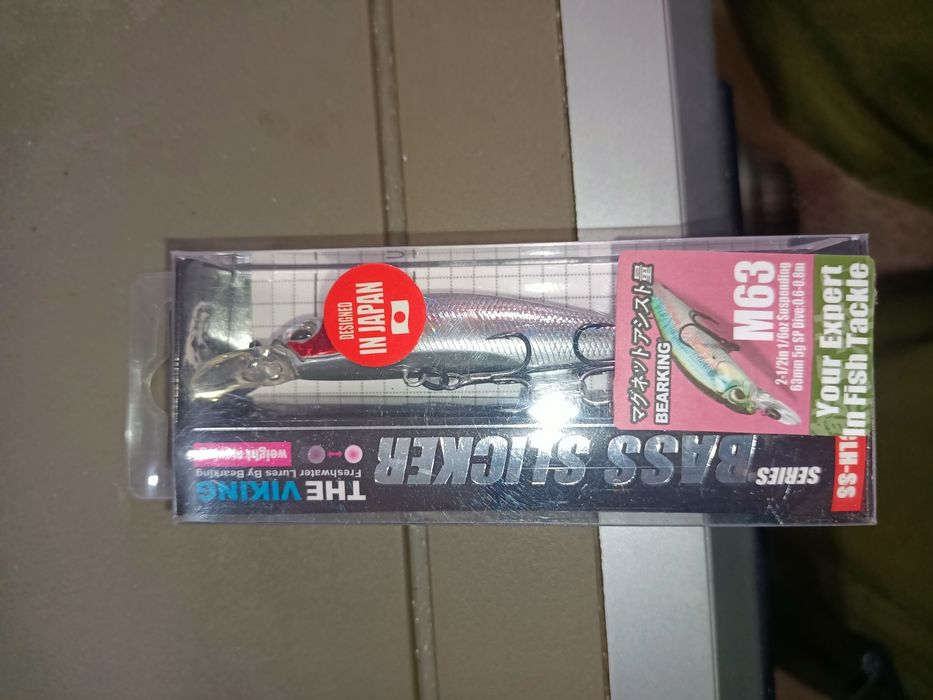 DESIGNED
IN JAPAN
マグネットアシスト重
BEARKING
M63
2-1/2in 1/6oz Suspending
63mm 5g SP Dive:0.6-0.8m
Your Expert
In Fish Tackle
THE VIKING
Freshwater Lures By Bearking
weight
BASS SLICKER
SERIES